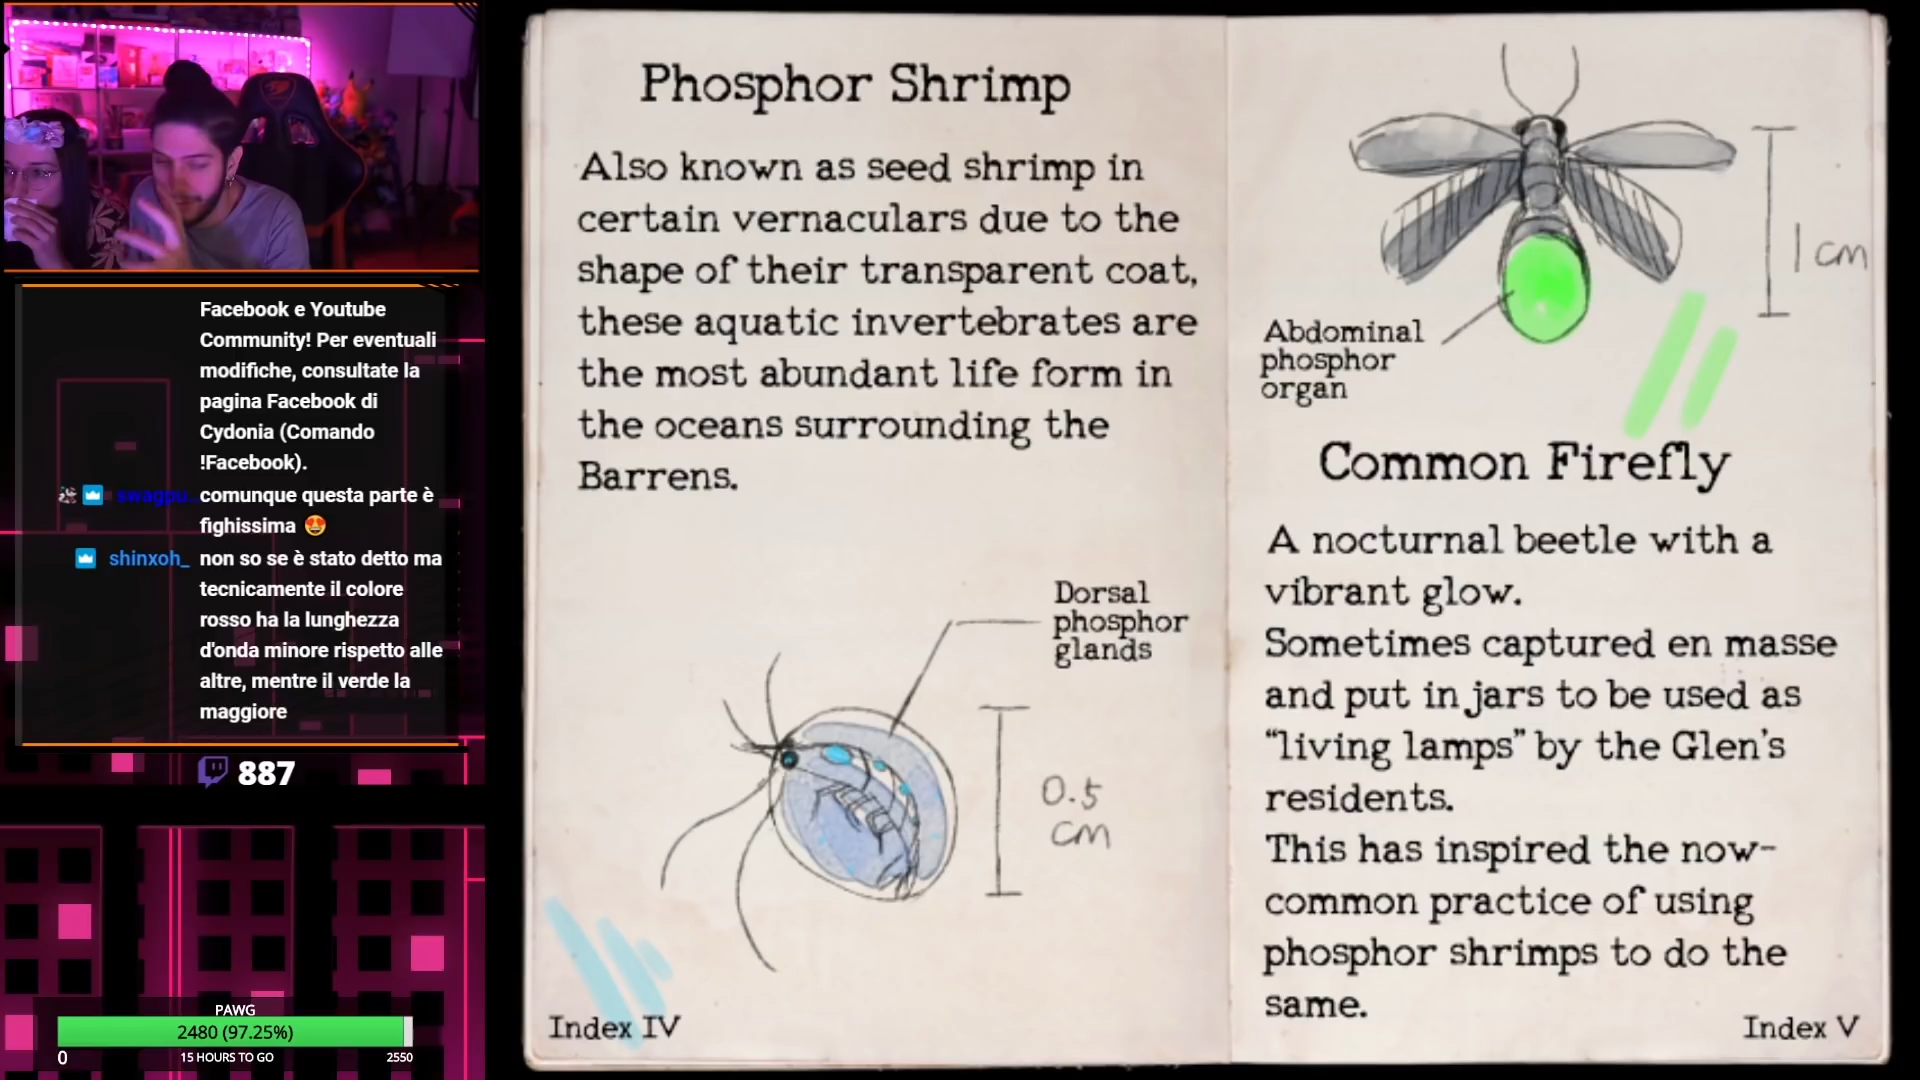 Facebook e Youtube
Community! Per eventuali
modifiche, consultate la
pagina Facebook di
Cydonia (Comando
!Facebook).
swagpu... comunque questa parte è
fighissima
shinxoh_ non so se è stato detto ma
tecnicamente il colore
rosso ha la lunghezza
d'onda minore rispetto alle
altre, mentre il verde la
maggiore
887
PAWG
2480 (97.25%)
0 15 HOURS TO GO 2550
Phosphor Shrimp
Also known as seed shrimp in
certain vernaculars due to the
shape of their transparent coat,
these aquatic invertebrates are
the most abundant life form in
the oceans surrounding the
Barrens.
Dorsal
phosphor
glands
0.5
cm
Index IV
1 cm
Abdominal
phosphor
organ
Common Firefly
A nocturnal beetle with a
vibrant glow.
Sometimes captured en masse
and put in jars to be used as
“living lamps” by the Glen's
residents.
This has inspired the now-
common practice of using
phosphor shrimps to do the
same.
Index V